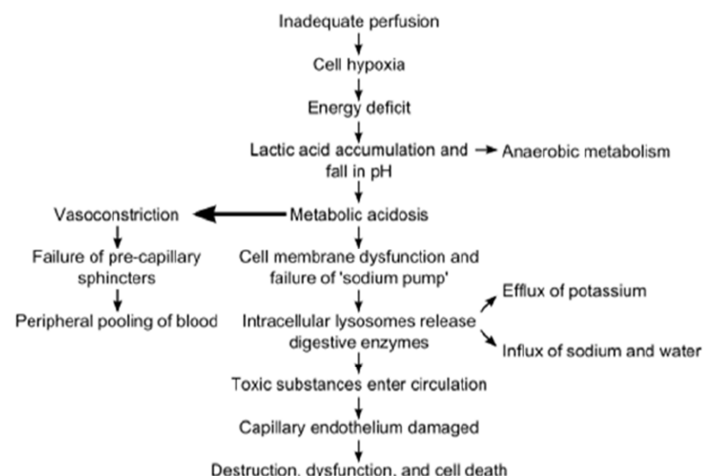 Inadequate perfusion
Cell hypoxia
Energy deficit
Lactic acid accumulation and
fall in pH
Anaerobic metabolism
Metabolic acidosis
Vasoconstriction
Failure of pre-capillary
sphincters
Peripheral pooling of blood
Cell membrane dysfunction and
failure of 'sodium pump'
Intracellular lysosomes release
digestive enzymes
Efflux of potassium
Influx of sodium and water
Toxic substances enter circulation
Capillary endothelium damaged
Destruction, dysfunction, and cell death